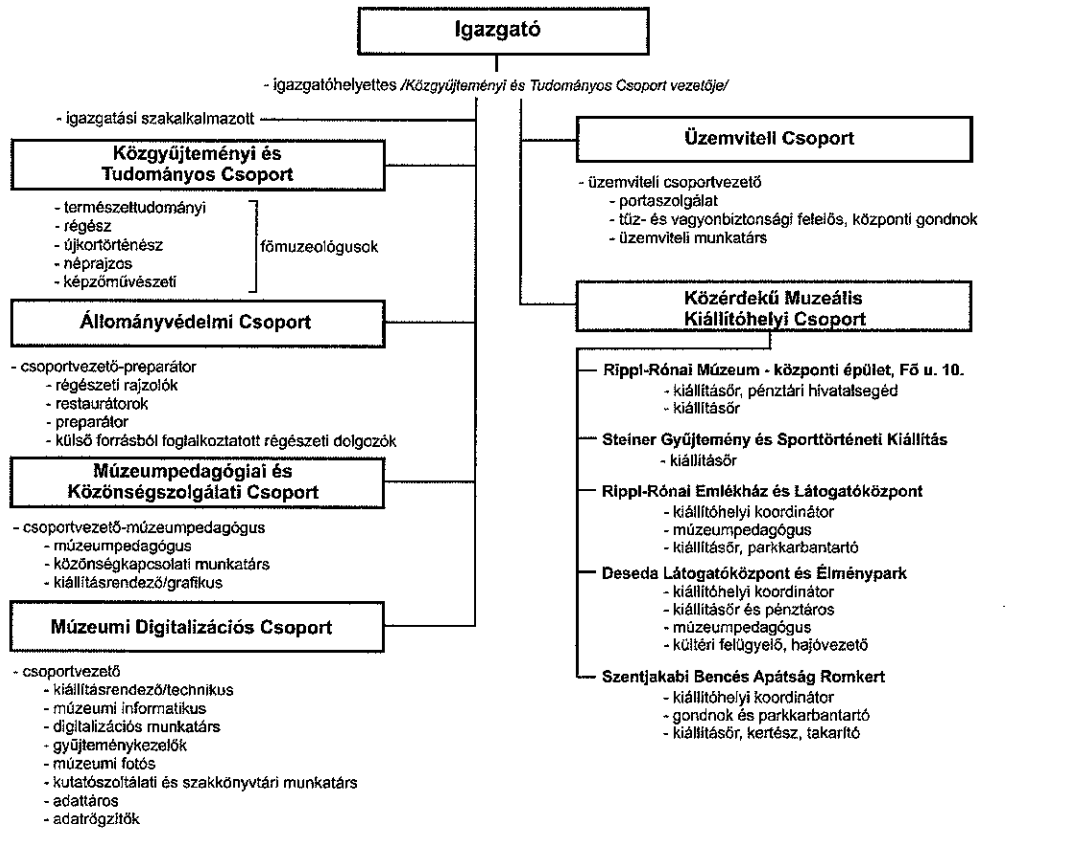 Igazgató
- igazgatóhelyettes /Közgyűjteményi és Tudományos Csoport vezetője/
- igazgatási szakalkalmazott
Közgyűjteményi és
Tudományos Csoport
- természettudományi
- régész
- újkortörténész
- néprajzos
- képzőművészeti
főmuzeológusok
Állományvédelmi Csoport
- csoportvezető-preparátor
- régészeti rajzolók
- restaurátorok
- preparátor
- külső forrásból foglalkoztatott régészeti dolgozók
Múzeumpedagógiai és
Közönségszolgálati Csoport
- csoportvezető-múzeumpedagógus
- múzeumpedagógus
- közönségkapcsolati munkatárs
- kiállításrendező/grafikus
Múzeumi Digitalizációs Csoport
- csoportvezető
- kiállításrendező/technikus
- múzeumi informatikus
- digitalizációs munkatárs
- gyűjteménykezelők
- múzeumi fotós
- kutatószoltálati és szakkönyvtári munkatárs
- adattáros
- adatrögzítők
Üzemviteli Csoport
- üzemviteli csoportvezető
- portaszolgálat
- tűz- és vagyonbiztonsági felelős, központi gondnok
- üzemviteli munkatárs
Közérdekű Muzeális
Kiállítóhelyi Csoport
Rippl-Rónai Múzeum - központi épület, Fő u. 10.
- kiállításőr, pénztári hivatalsegéd
- kiállításőr
Steiner Gyűjtemény és Sporttörténeti Kiállítás
- kiállításőr
Rippl-Rónai Emlékház és Látogatóközpont
- kiállítóhelyi koordinátor
- múzeumpedagógus
- kiállításőr, parkkarbantartó
Deseda Látogatóközpont és Élménypark
- kiállítóhelyi koordinátor
- kiállításőr és pénztáros
- múzeumpedagógus
- kültéri felügyelő, hajóvezető
Szentjakabi Bencés Apátság Romkert
- kiállítóhelyi koordinátor
- gondnok és parkkarbantartó
- kiállításőr, kertész, takarító